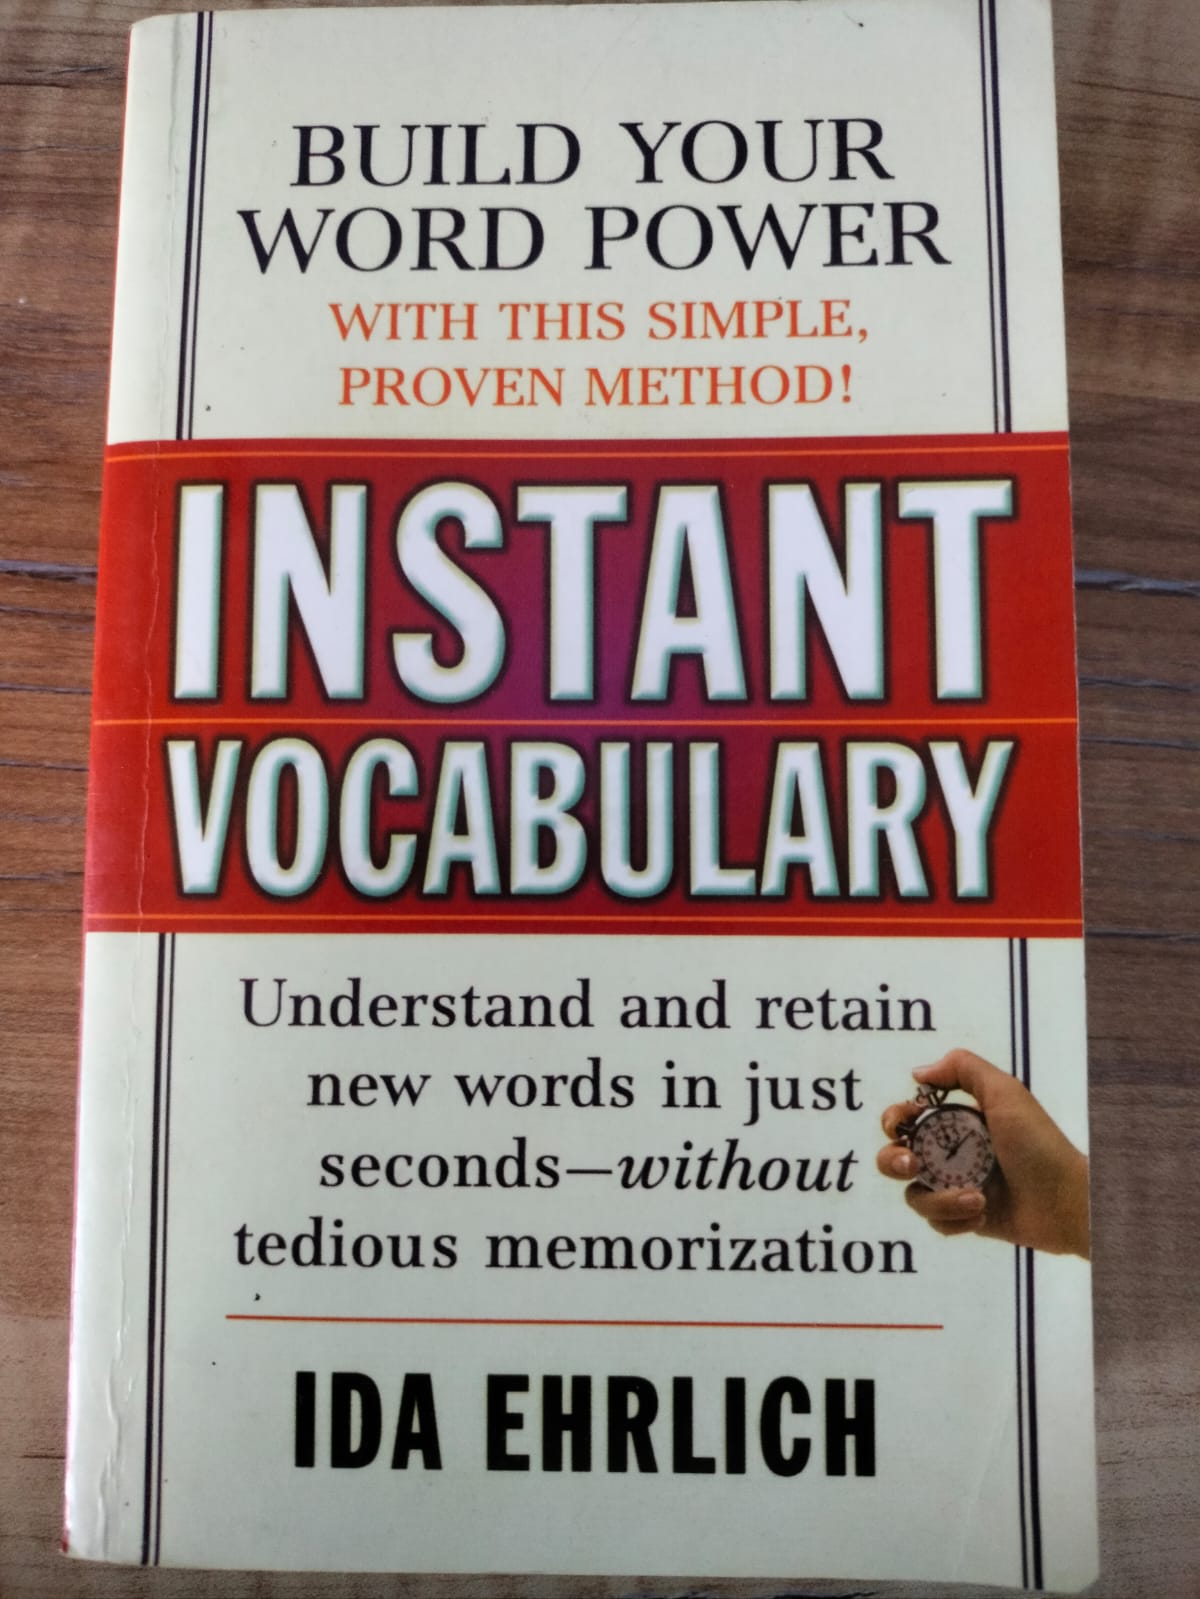 BUILD YOUR
WORD POWER
WITH THIS SIMPLE,
PROVEN METHOD!
INSTANT
VOCABULARY
Understand and retain
new words in just
seconds—without
tedious memorization
IDA EHRLICH